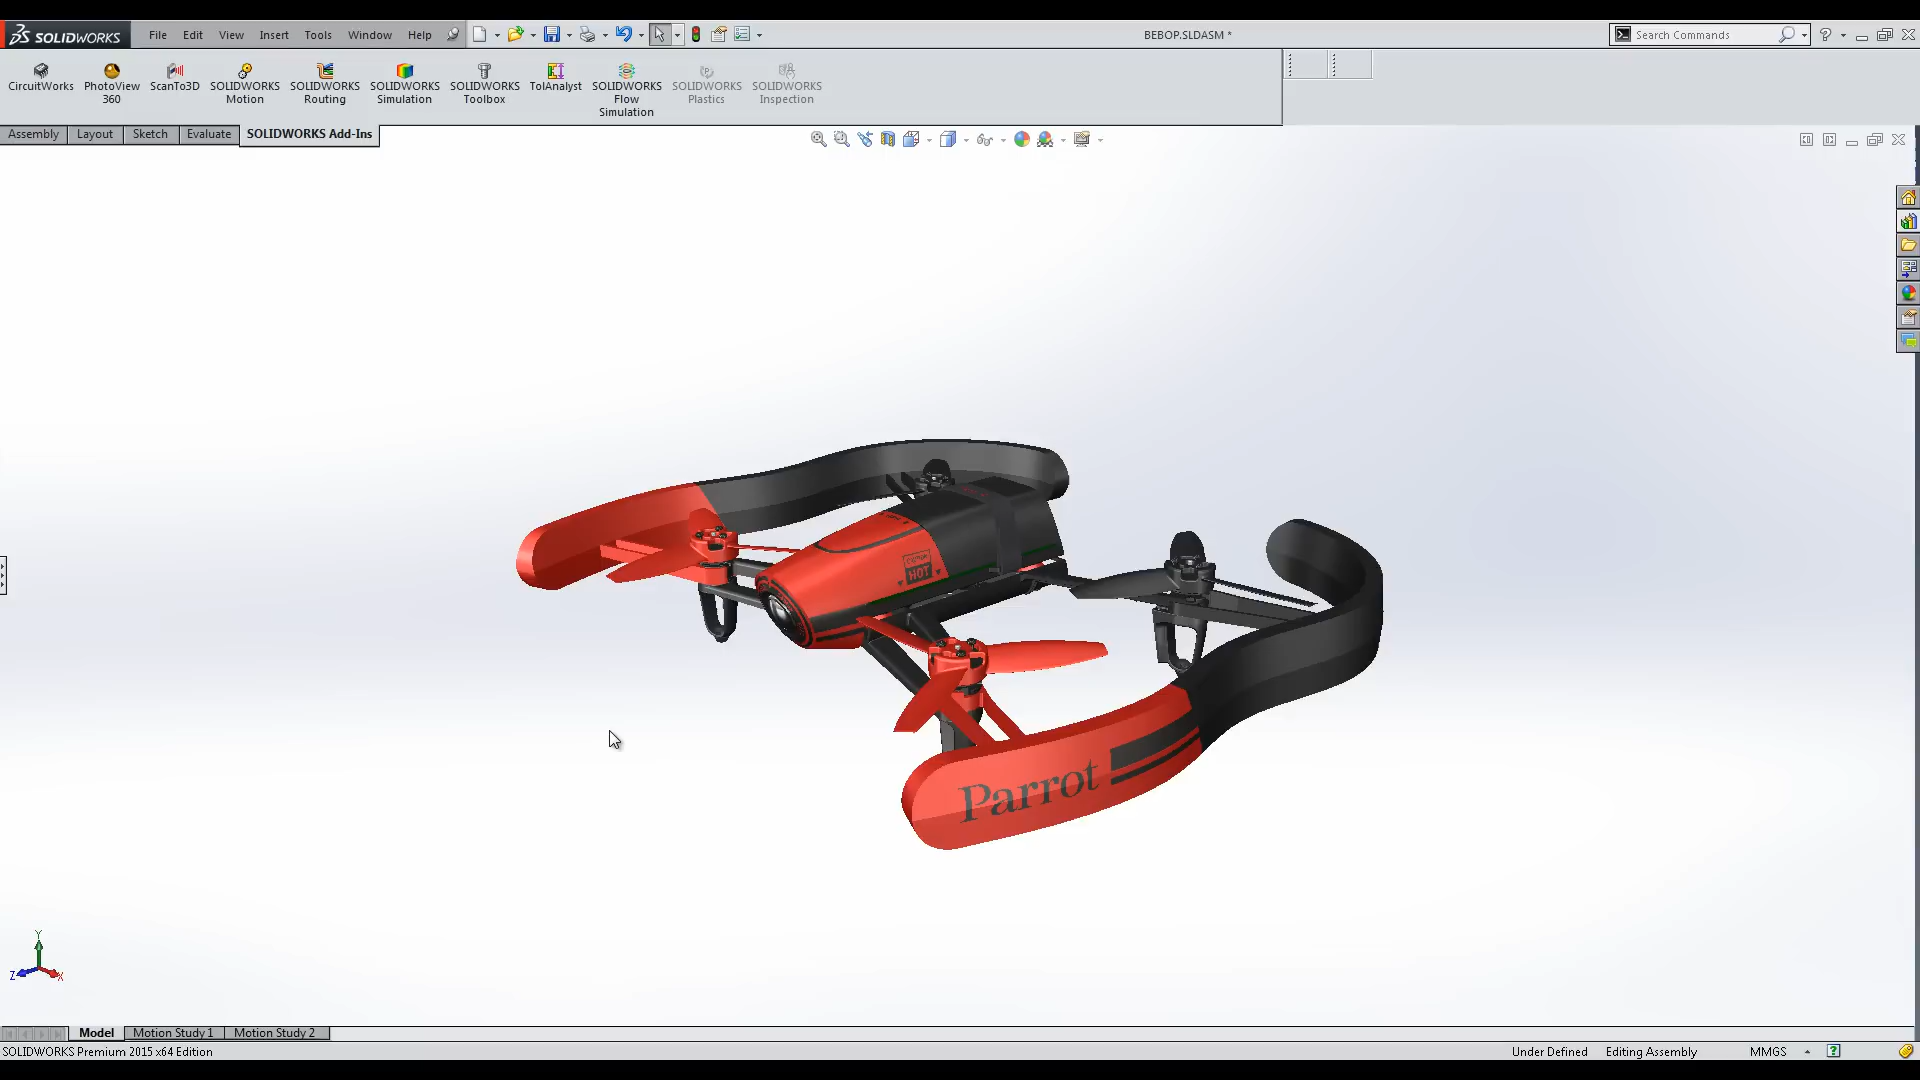 SOLIDWORKS File Edit View Insert Tools Window Help BEBOP.SLDASM * Search Commands
CircuitWorks PhotoView 360 ScanTo3D SOLIDWORKS Motion SOLIDWORKS Routing SOLIDWORKS Simulation SOLIDWORKS Toolbox TolAnalyst SOLIDWORKS Flow Simulation SOLIDWORKS Plastics SOLIDWORKS Inspection
Assembly Layout Sketch Evaluate SOLIDWORKS Add-Ins
HOT
Parrot
Y
Z X
Model Motion Study 1 Motion Study 2
SOLIDWORKS Premium 2015 x64 Edition Under Defined Editing Assembly MMGS